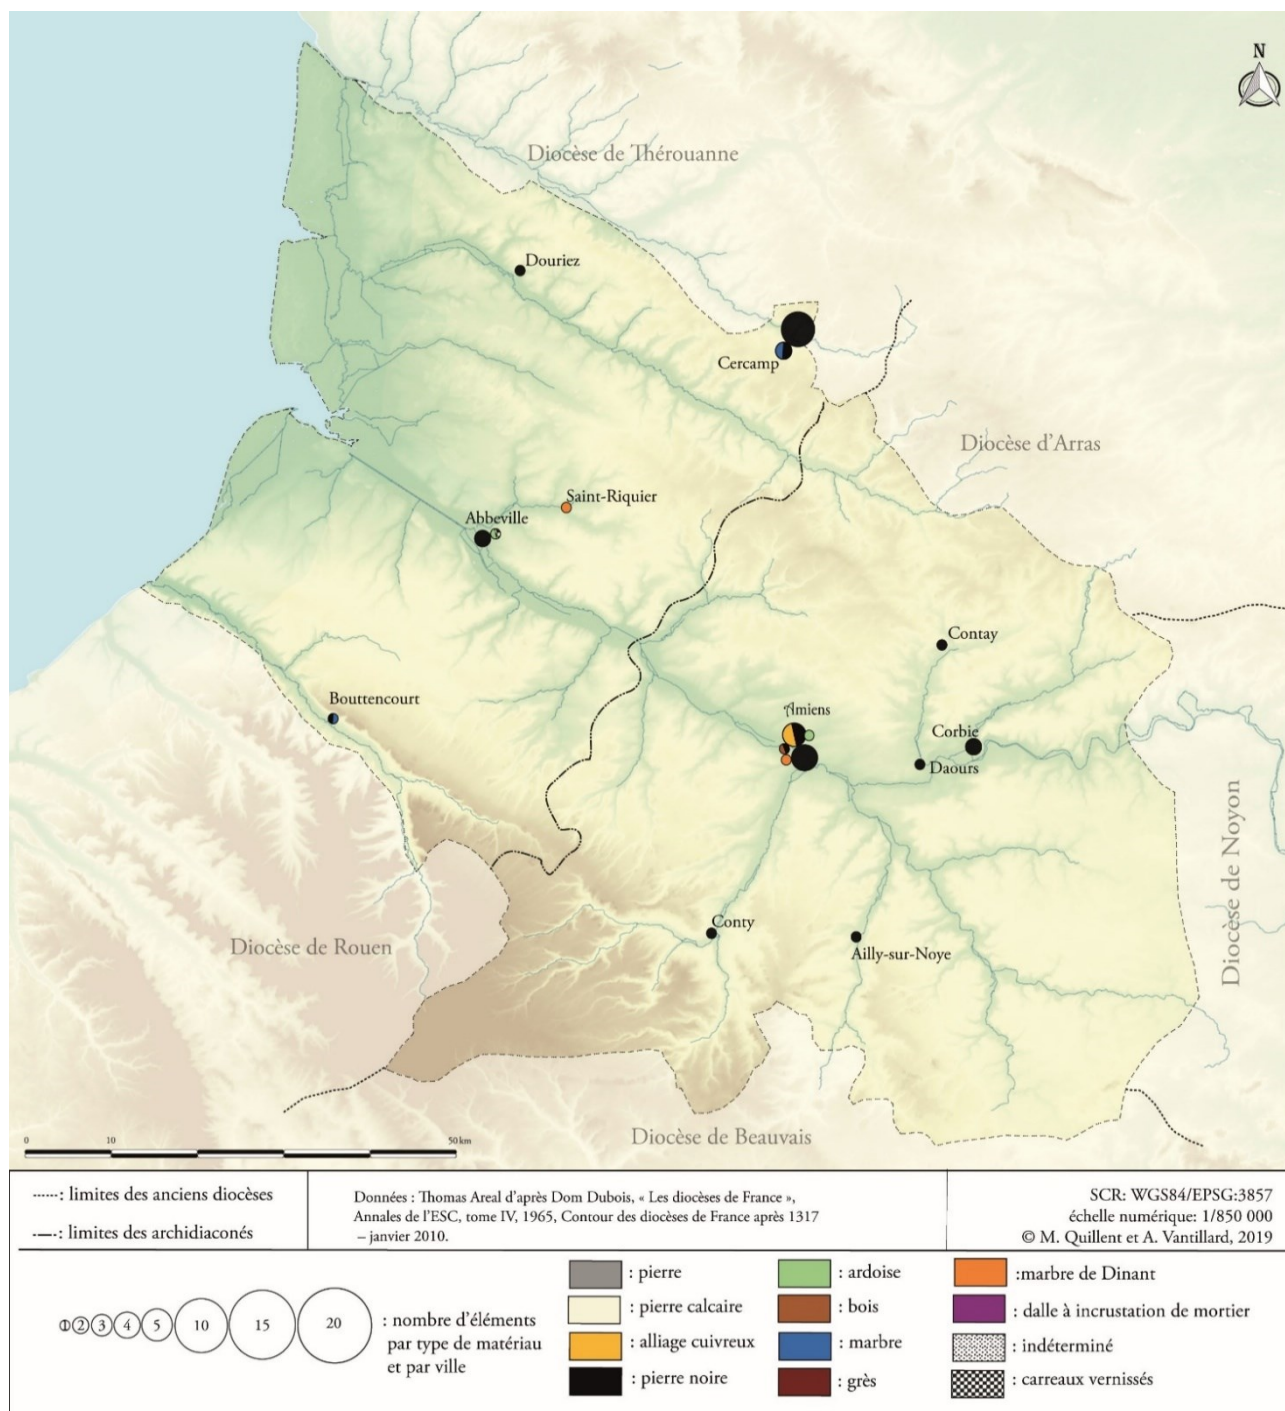 N
Diocèse de Thérouanne
Douriez
Cercamp
Diocèse d'Arras
Saint-Riquier
Abbeville
Contay
Bouttencourt
Amiens
Corbie
Daours
Diocèse de Noyon
Conty
Diocèse de Rouen
Ailly-sur-Noye
Diocèse de Beauvais
0 10 50 km
: limites des anciens diocèses
: limites des archidiaconés
Données : Thomas Areal d'après Dom Dubois, « Les diocèses de France »,
Annales de l'ESC, tome IV, 1965, Contour des diocèses de France après 1317
– janvier 2010.
SCR: WGS84/EPSG:3857
échelle numérique: 1/850 000
© M. Quillent et A. Vantillard, 2019
1 2 3 4 5 10 15 20
: nombre d'éléments
par type de matériau
et par ville
: pierre
: pierre calcaire
: alliage cuivreux
: pierre noire
: ardoise
: bois
: marbre
: grès
:marbre de Dinant
: dalle à incrustation de mortier
: indéterminé
: carreaux vernissés